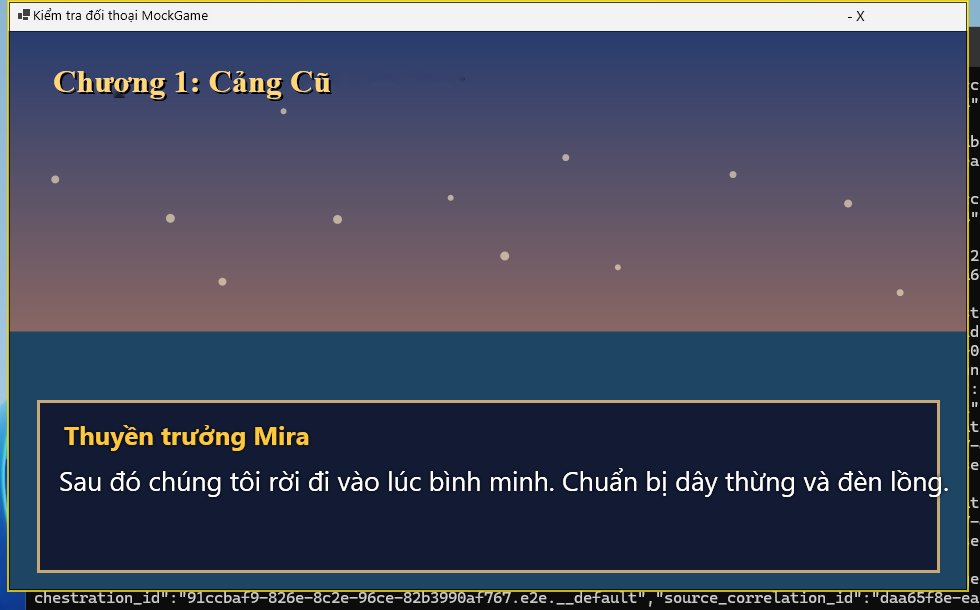 Kiểm tra đối thoại MockGame
- X
Chương 1: Cảng Cũ
Thuyền trưởng Mira
Sau đó chúng tôi rời đi vào lúc bình minh. Chuẩn bị dây thừng và đèn lồng.
chestration_id":"91ccbaf9-826e-8c2e-96ce-82b3990af767.e2e.__default","source_correlation_id":"daa65f8e-ee